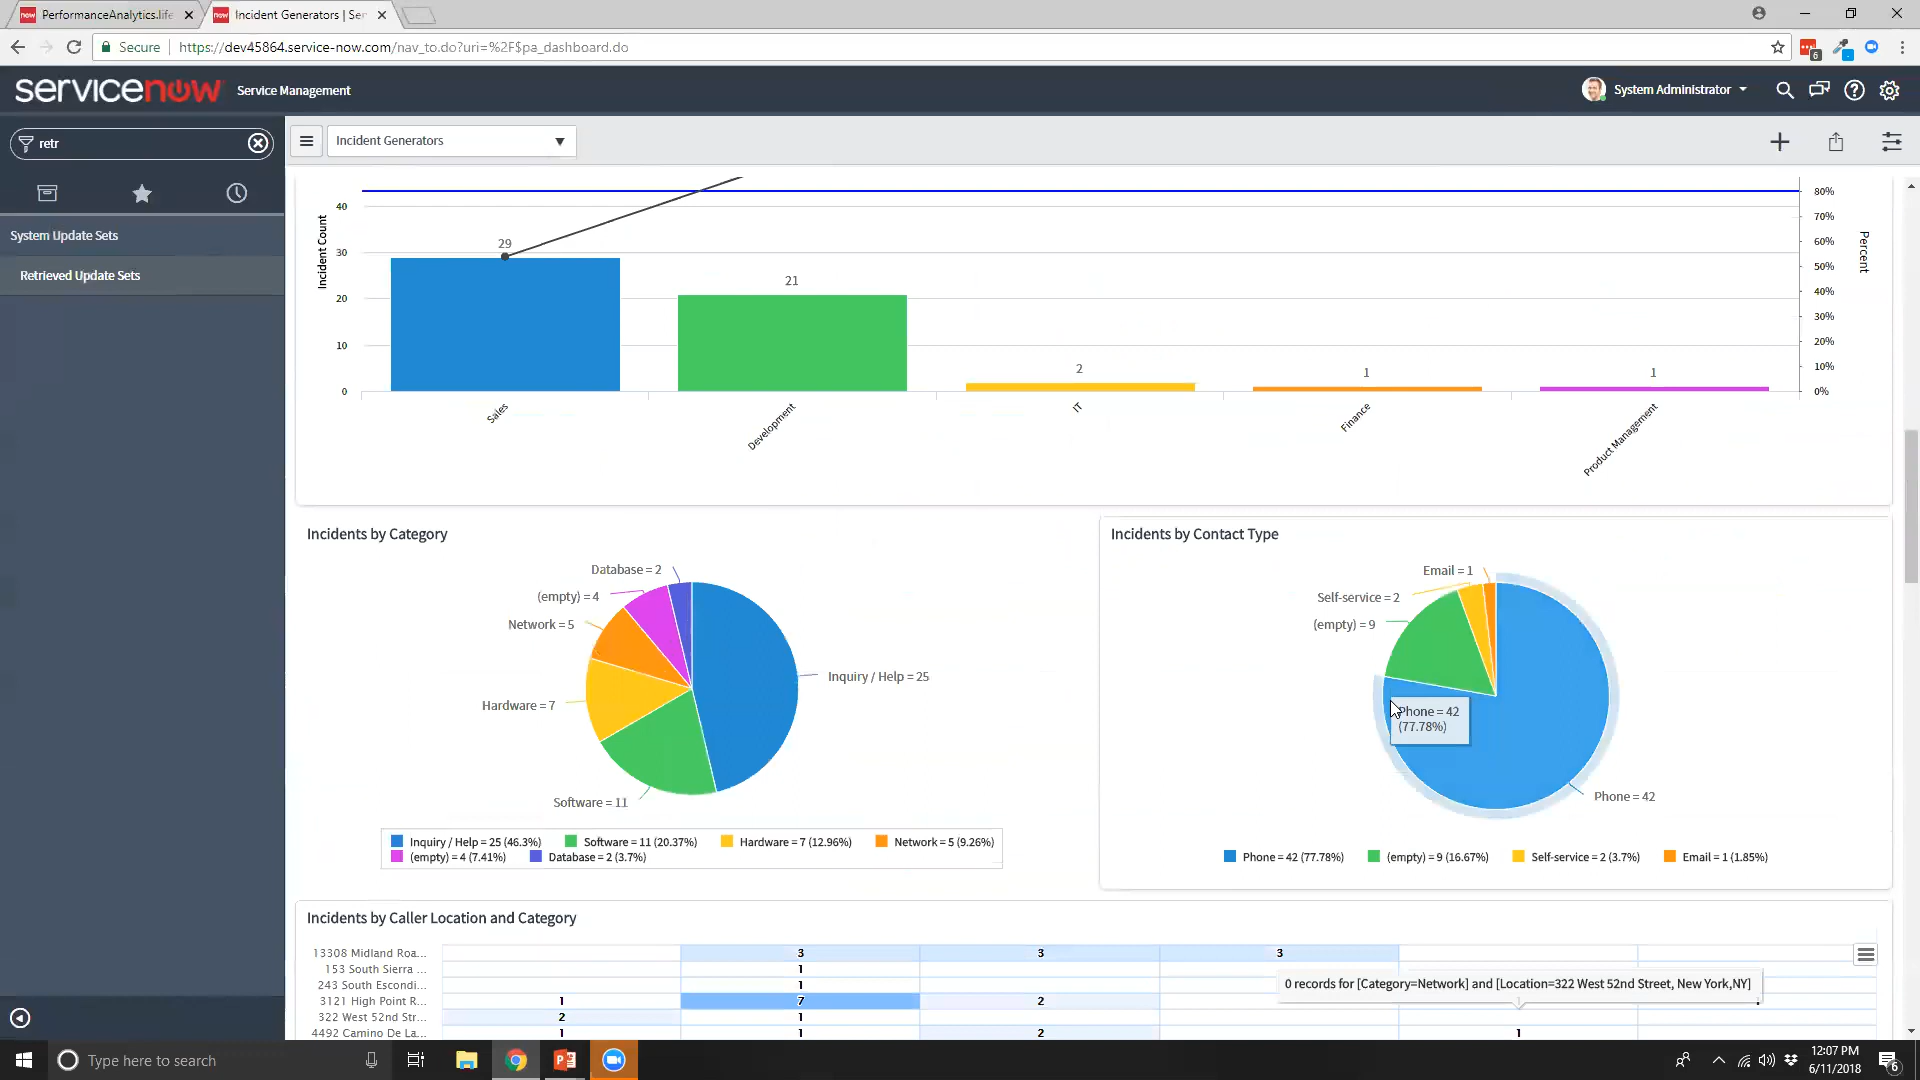 PerformanceAnalytics.life
Incident Generators | Ser
Secure
https://dev45864.service-now.com/nav_to.do?uri=%2F$pa_dashboard.do
6
servicenow
Service Management
System Administrator
retr
Incident Generators
System Update Sets
Retrieved Update Sets
Incident Count
40
30
20
10
0
29
21
2
1
1
80%
70%
60%
50%
40%
30%
20%
10%
0%
Percent
Sales
Development
IT
Finance
Product Management
Incidents by Category
Database = 2
(empty) = 4
Network = 5
Hardware = 7
Software = 11
Inquiry / Help = 25
Inquiry / Help = 25 (46.3%)
Software = 11 (20.37%)
Hardware = 7 (12.96%)
Network = 5 (9.26%)
(empty) = 4 (7.41%)
Database = 2 (3.7%)
Incidents by Contact Type
Email = 1
Self-service = 2
(empty) = 9
Phone = 42
(77.78%)
Phone = 42
Phone = 42 (77.78%)
(empty) = 9 (16.67%)
Self-service = 2 (3.7%)
Email = 1 (1.85%)
Incidents by Caller Location and Category
13308 Midland Roa... 3 3 3
153 South Sierra ... 1
243 South Escondi... 1
0 records for [Category=Network] and [Location=322 West 52nd Street, New York,NY]
3121 High Point R... 1 7 2
322 West 52nd Str... 2 1
4492 Camino De La... 1 1 2 1
Type here to search
12:07 PM
6/11/2018
6